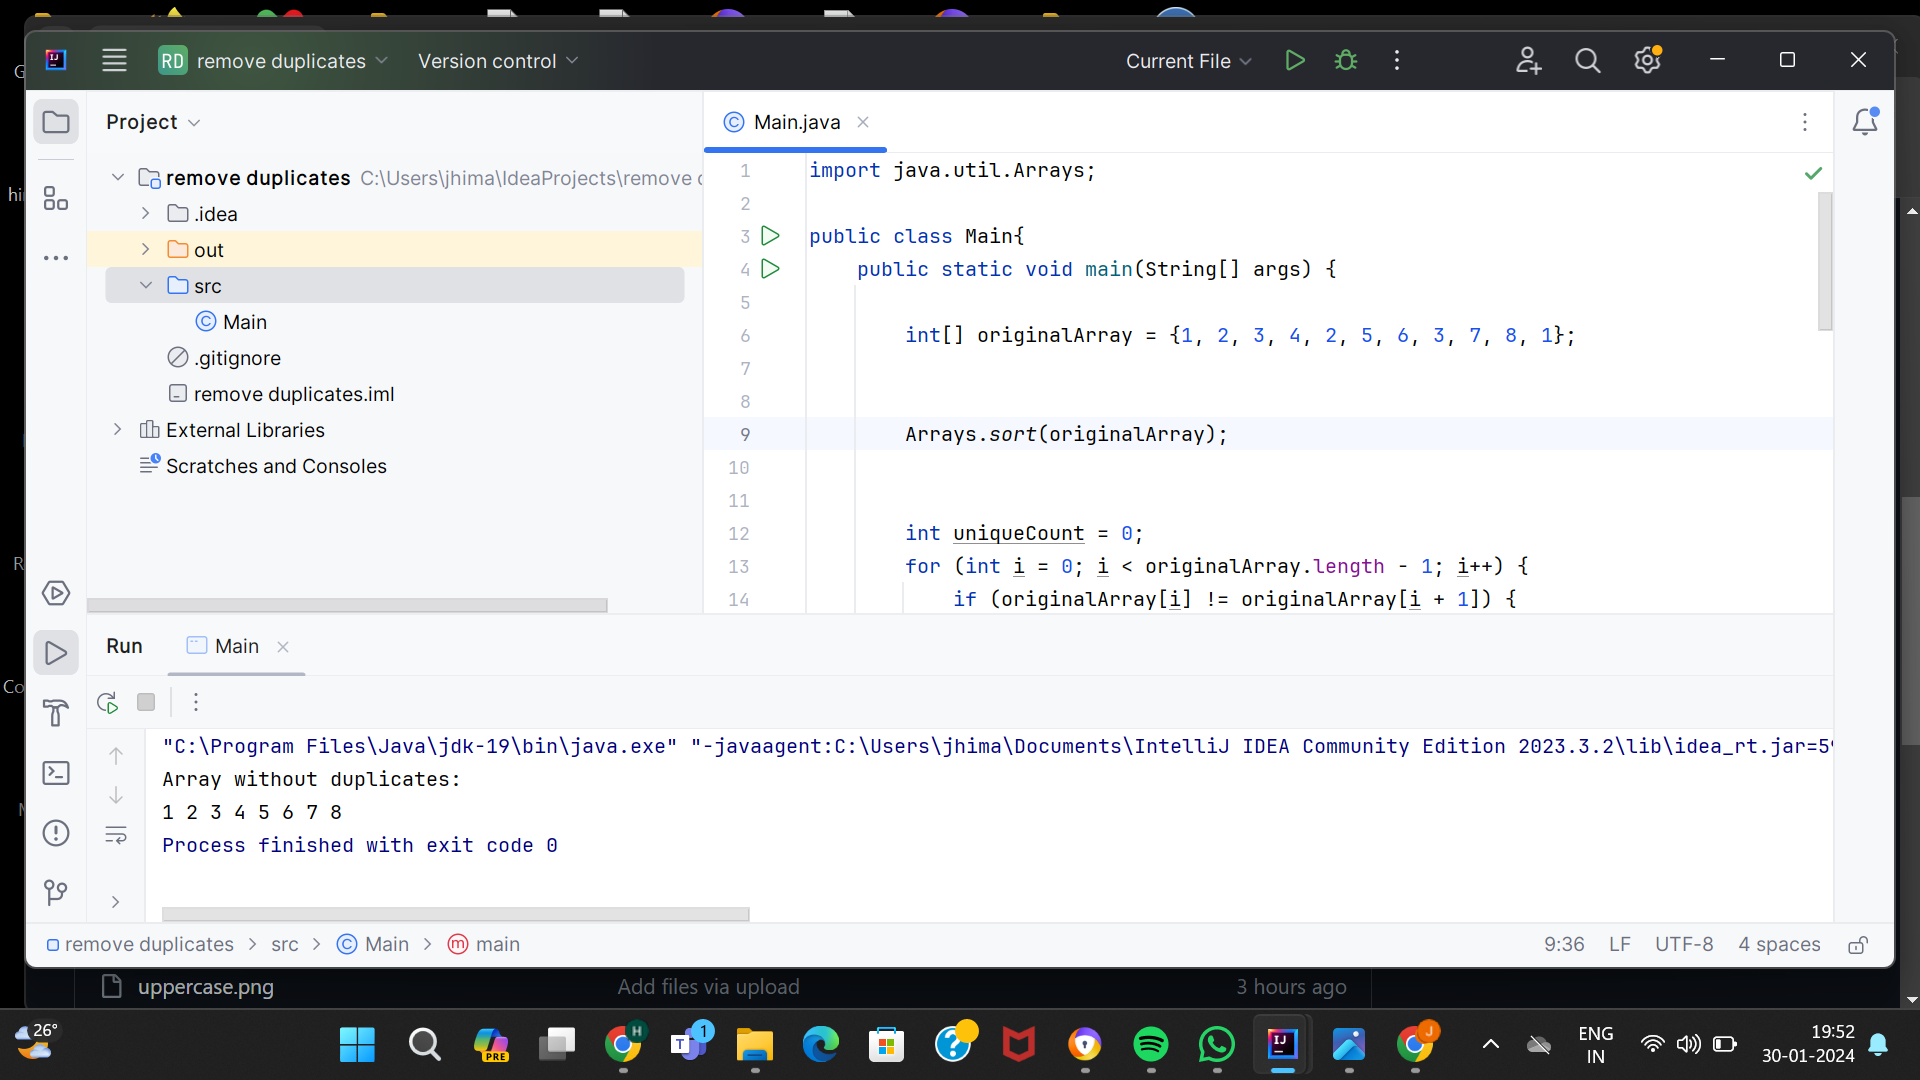 RD remove duplicates Version control Current File
Project
remove duplicates C:\Users\jhima\IdeaProjects\remove
.idea
out
src
Main
.gitignore
remove duplicates.iml
External Libraries
Scratches and Consoles
Main.java
1 import java.util.Arrays;
2
3 public class Main{
4 public static void main(String[] args) {
5
6 int[] originalArray = {1, 2, 3, 4, 2, 5, 6, 3, 7, 8, 1};
7
8
9 Arrays.sort(originalArray);
10
11
12 int uniqueCount = 0;
13 for (int i = 0; i < originalArray.length - 1; i++) {
14 if (originalArray[i] != originalArray[i + 1]) {
Run Main
"C:\Program Files\Java\jdk-19\bin\java.exe" "-javaagent:C:\Users\jhima\Documents\IntelliJ IDEA Community Edition 2023.3.2\lib\idea_rt.jar=5
Array without duplicates:
1 2 3 4 5 6 7 8
Process finished with exit code 0
remove duplicates > src > Main > main 9:36 LF UTF-8 4 spaces
uppercase.png Add files via upload 3 hours ago
26°
PRE
H
1
J
ENG
IN
19:52
30-01-2024